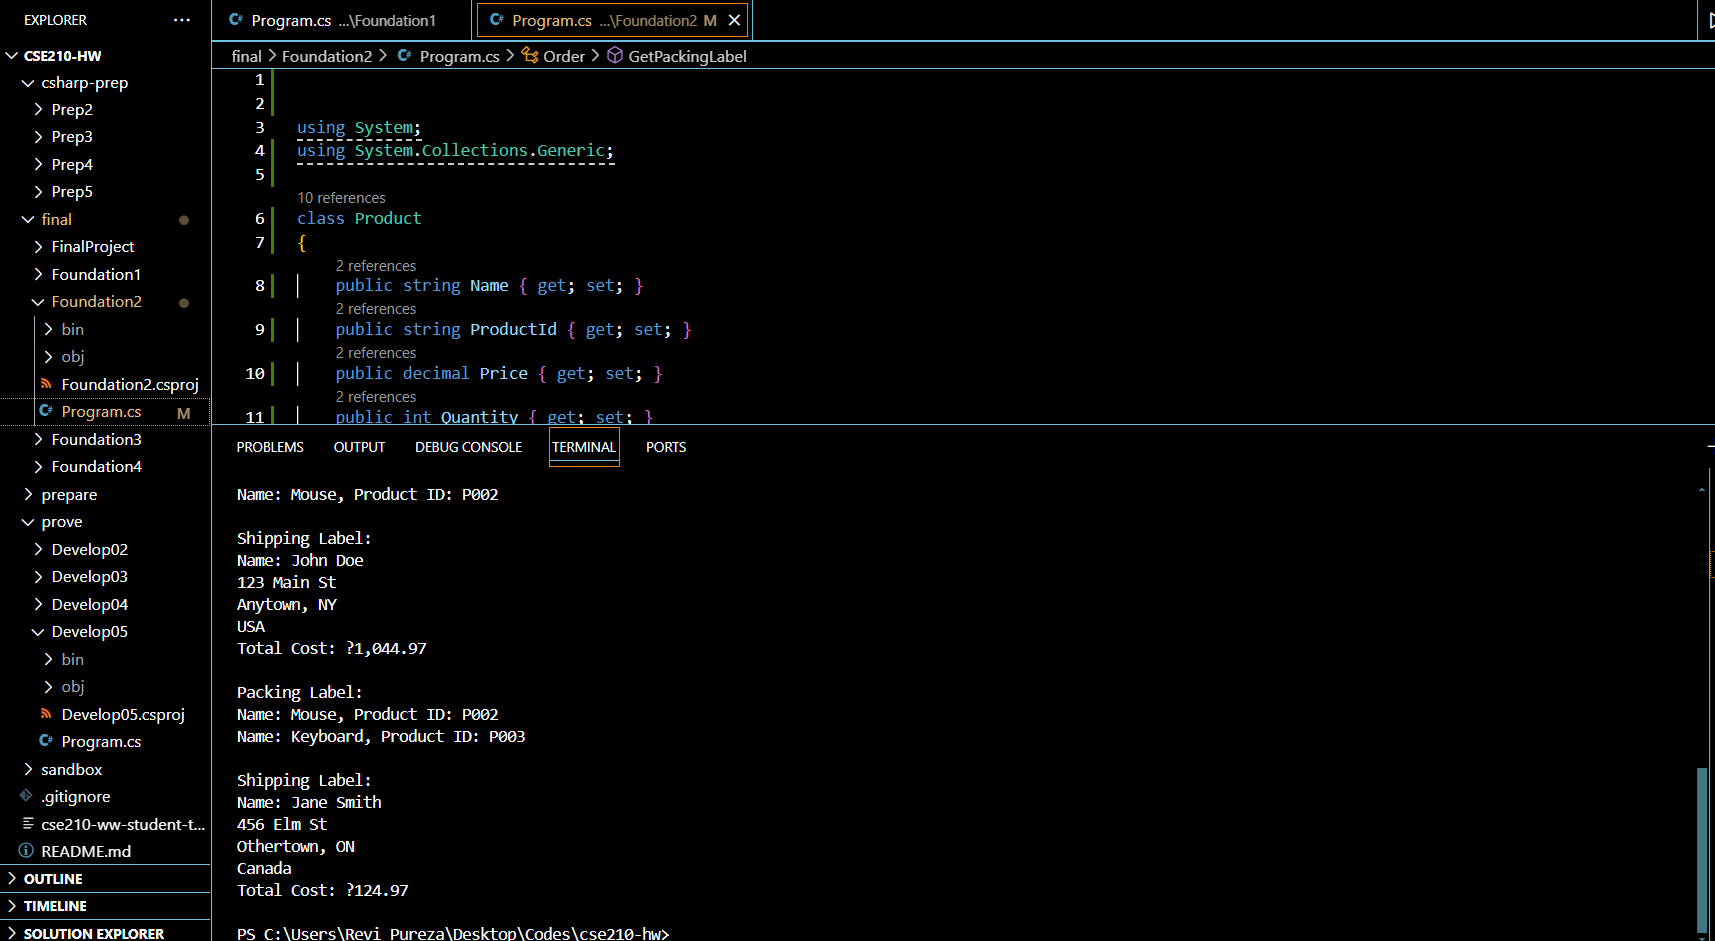 EXPLORER
CSE210-HW
csharp-prep
Prep2
Prep3
Prep4
Prep5
final
FinalProject
Foundation1
Foundation2
bin
obj
Foundation2.csproj
Program.cs M
Foundation3
Foundation4
prepare
prove
Develop02
Develop03
Develop04
Develop05
bin
obj
Develop05.csproj
Program.cs
sandbox
.gitignore
cse210-ww-student-t...
README.md
OUTLINE
TIMELINE
SOLUTION EXPLORER
Program.cs ...\Foundation1
Program.cs ...\Foundation2 M
final > Foundation2 > Program.cs > Order > GetPackingLabel
1
2
3 using System;
4 using System.Collections.Generic;
5
10 references
6 class Product
7 {
2 references
8 public string Name { get; set; }
2 references
9 public string ProductId { get; set; }
2 references
10 public decimal Price { get; set; }
2 references
11 public int Quantity { get; set; }
PROBLEMS OUTPUT DEBUG CONSOLE TERMINAL PORTS
Name: Mouse, Product ID: P002
Shipping Label:
Name: John Doe
123 Main St
Anytown, NY
USA
Total Cost: ?1,044.97
Packing Label:
Name: Mouse, Product ID: P002
Name: Keyboard, Product ID: P003
Shipping Label:
Name: Jane Smith
456 Elm St
Othertown, ON
Canada
Total Cost: ?124.97
PS C:\Users\Revi Pureza\Desktop\Codes\cse210-hw>